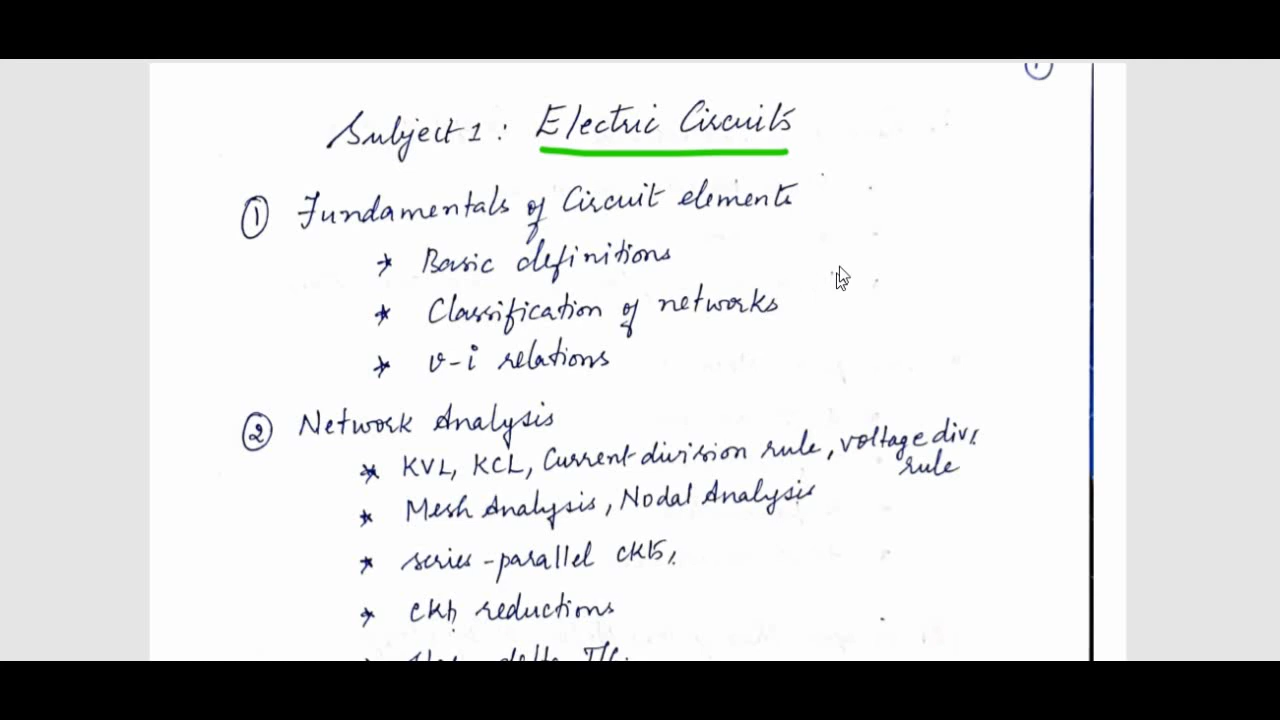 Subject 1 : Electric Circuits
① Fundamentals of Circuit elements
* Basic definitions
* Classification of networks
* v-i relations
② Network Analysis
* KVL, KCL, Current division rule, voltage div.
rule
* Mesh Analysis, Nodal Analysis
* series-parallel ckts.
* ckt. reductions